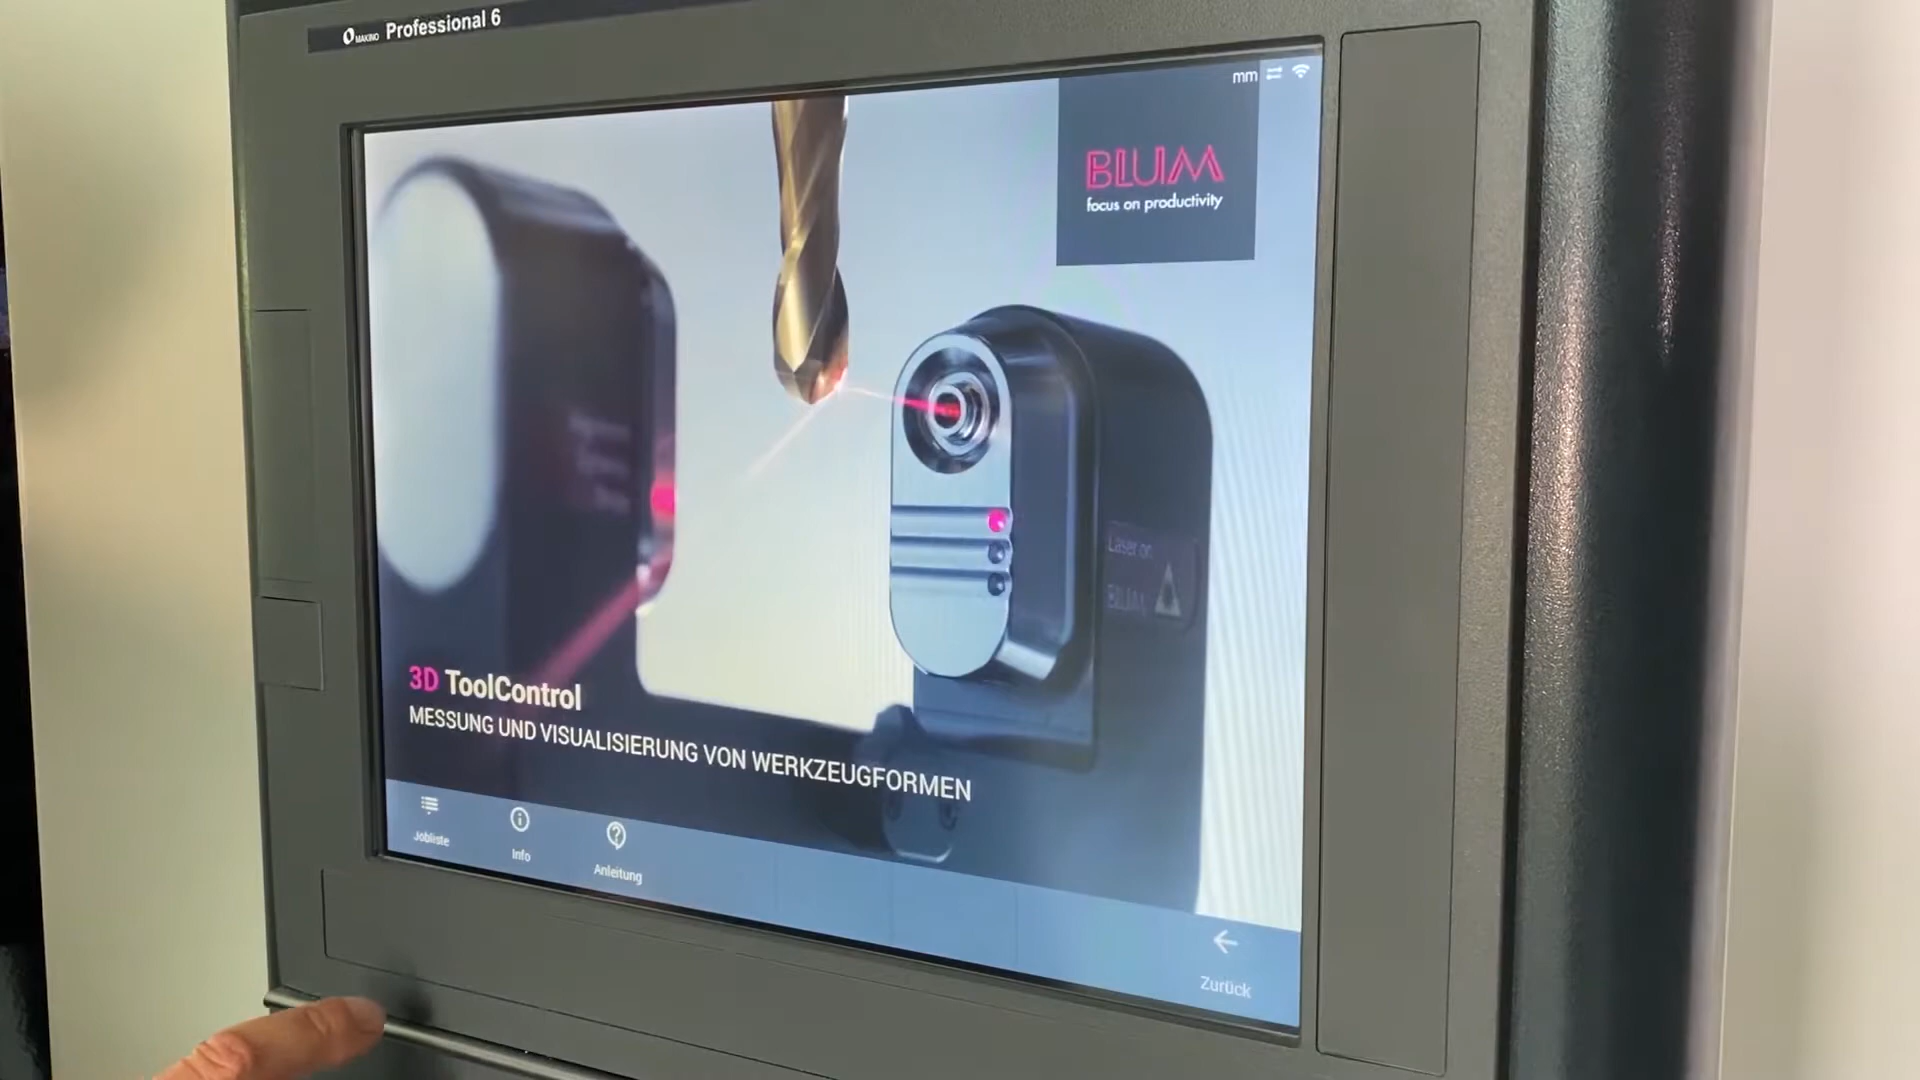 MAKINO Professional 6
mm
BLUM
focus on productivity
Laser on
BLUM
3D ToolControl
MESSUNG UND VISUALISIERUNG VON WERKZEUGFORMEN
Jobliste
Info
Anleitung
Zurück